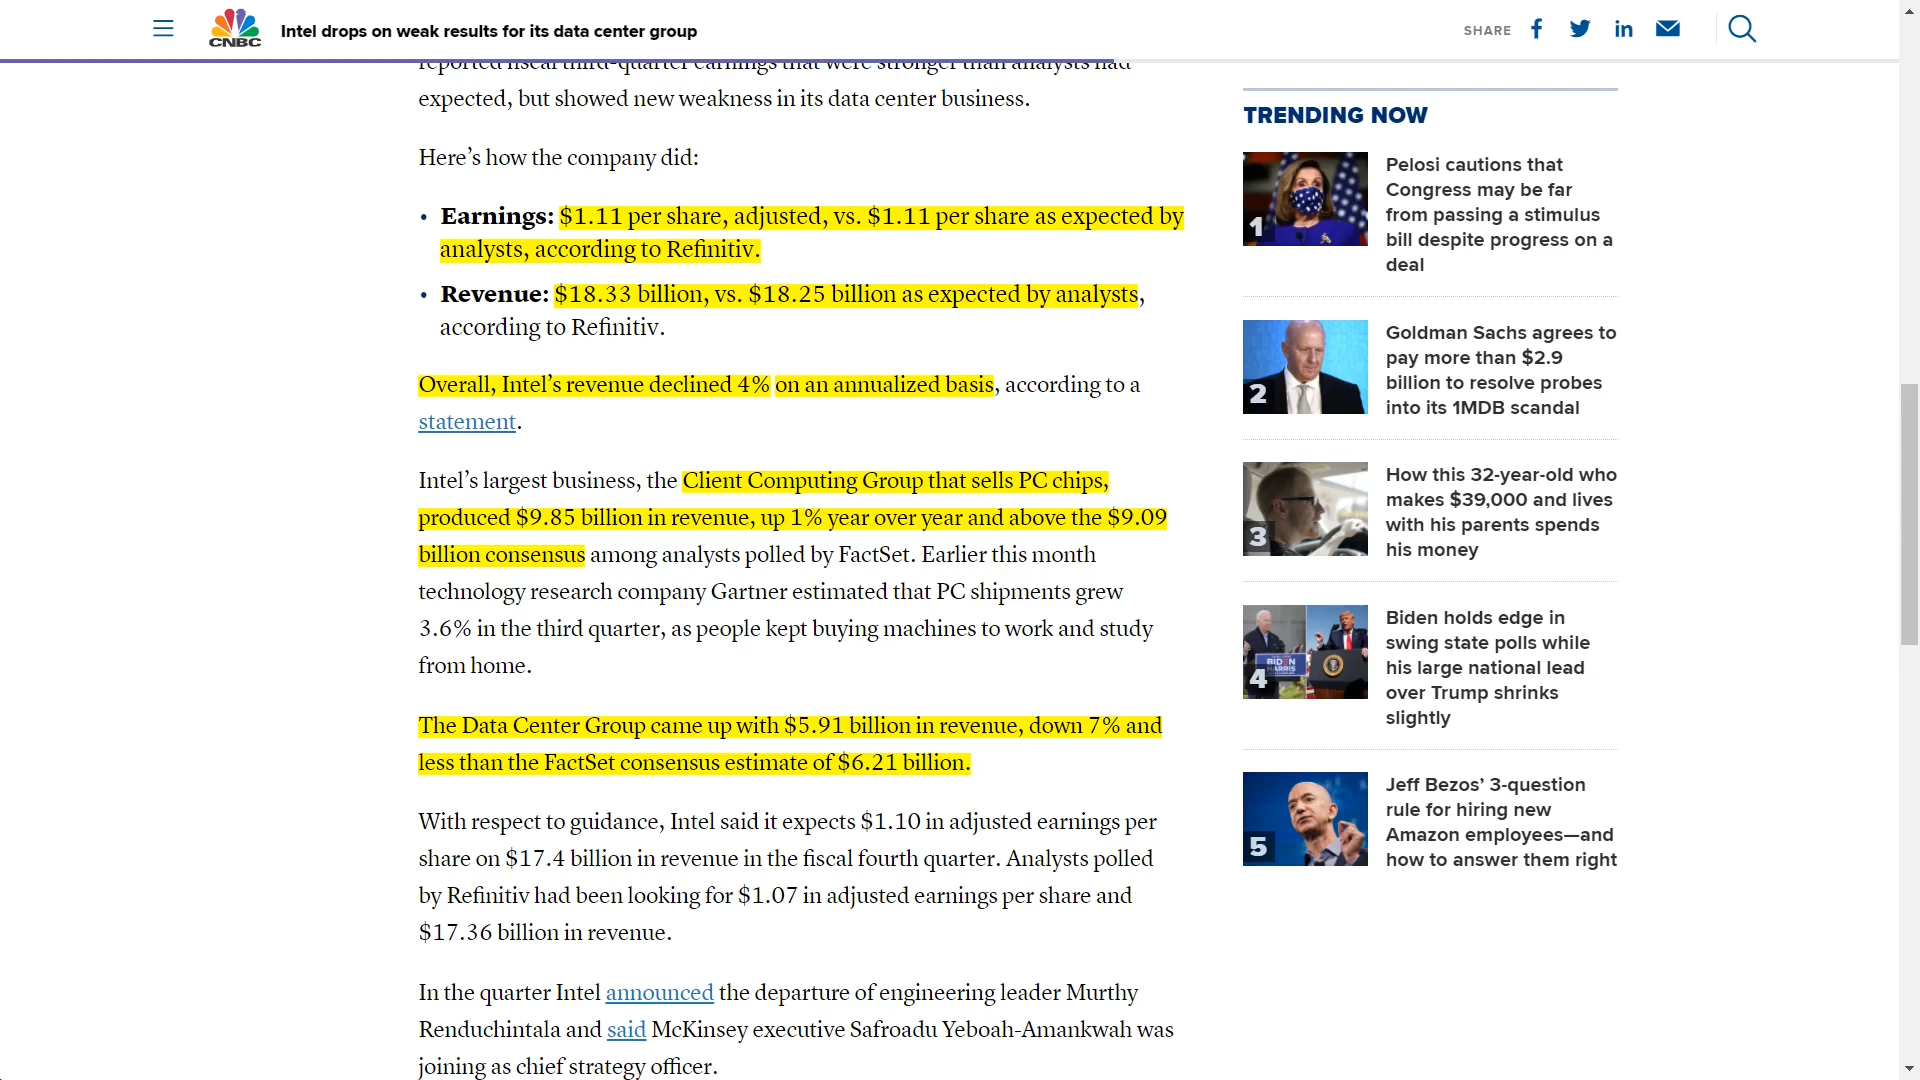 CNBC
Intel drops on weak results for its data center group
SHARE
reported fiscal third-quarter earnings that were stronger than analysts had
expected, but showed new weakness in its data center business.
Here’s how the company did:
• Earnings: $1.11 per share, adjusted, vs. $1.11 per share as expected by
analysts, according to Refinitiv.
• Revenue: $18.33 billion, vs. $18.25 billion as expected by analysts,
according to Refinitiv.
Overall, Intel’s revenue declined 4% on an annualized basis, according to a
statement.
Intel’s largest business, the Client Computing Group that sells PC chips,
produced $9.85 billion in revenue, up 1% year over year and above the $9.09
billion consensus among analysts polled by FactSet. Earlier this month
technology research company Gartner estimated that PC shipments grew
3.6% in the third quarter, as people kept buying machines to work and study
from home.
The Data Center Group came up with $5.91 billion in revenue, down 7% and
less than the FactSet consensus estimate of $6.21 billion.
With respect to guidance, Intel said it expects $1.10 in adjusted earnings per
share on $17.4 billion in revenue in the fiscal fourth quarter. Analysts polled
by Refinitiv had been looking for $1.07 in adjusted earnings per share and
$17.36 billion in revenue.
In the quarter Intel announced the departure of engineering leader Murthy
Renduchintala and said McKinsey executive Safroadu Yeboah-Amankwah was
joining as chief strategy officer.
TRENDING NOW
1
Pelosi cautions that
Congress may be far
from passing a stimulus
bill despite progress on a
deal
2
Goldman Sachs agrees to
pay more than $2.9
billion to resolve probes
into its 1MDB scandal
3
How this 32-year-old who
makes $39,000 and lives
with his parents spends
his money
BIDEN
HARRIS
4
Biden holds edge in
swing state polls while
his large national lead
over Trump shrinks
slightly
5
Jeff Bezos’ 3-question
rule for hiring new
Amazon employees—and
how to answer them right